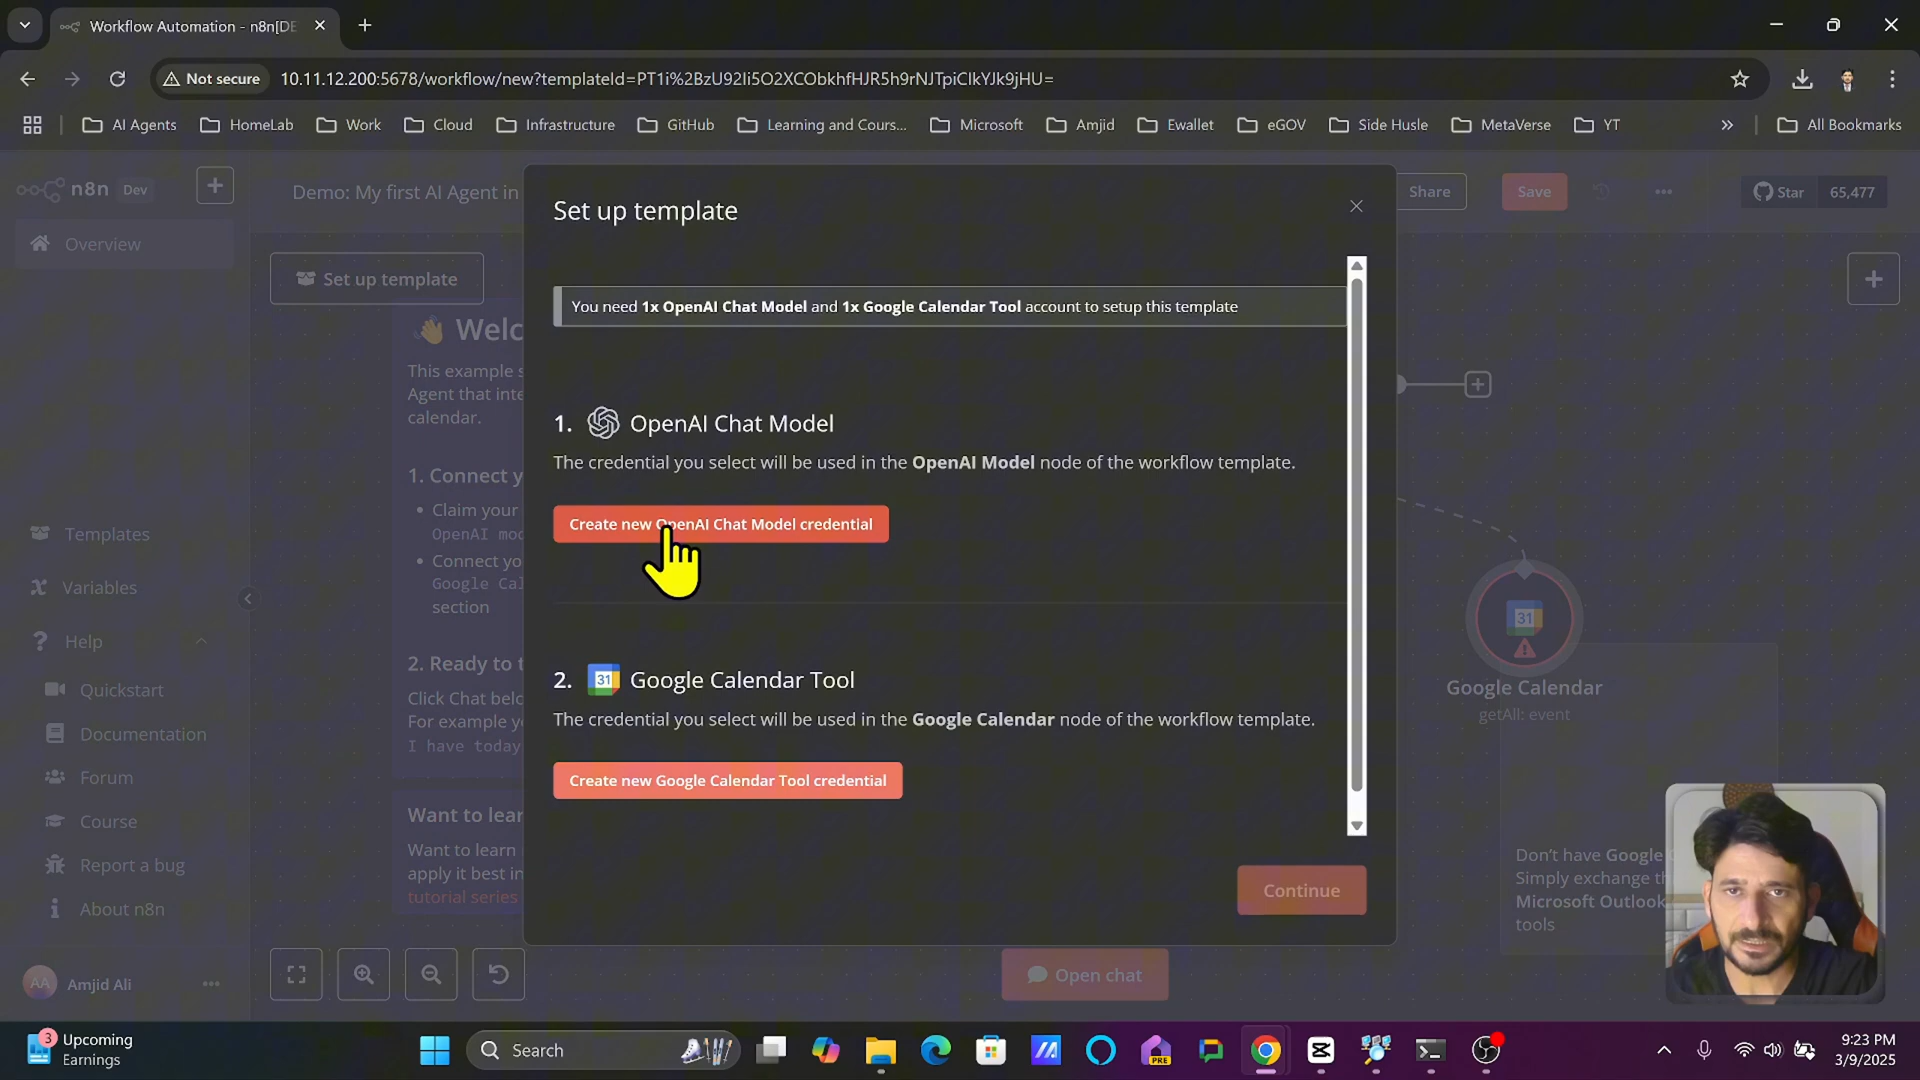 Workflow Automation - n8n[DE
Not secure
10.11.12.200:5678/workflow/new?templateId=PT1i%2BzU92Ii5O2XCObkhfHJR5h9rNJTpiClkYJk9jHU=
AI Agents
HomeLab
Work
Cloud
Infrastructure
GitHub
Learning and Cours...
Microsoft
Amjid
Ewallet
eGOV
Side Husle
MetaVerse
YT
All Bookmarks
n8n
Dev
Demo: My first AI Agent in
Share
Save
Star
65,477
Overview
Templates
Variables
Help
Quickstart
Documentation
Forum
Course
Report a bug
About n8n
AA
Amjid Ali
Set up template
Welc
This example s
Agent that inte
calendar.
1. Connect y
Claim your
OpenAI mod
Connect yo
Google Cal
section
2. Ready to t
Click Chat belo
For example yo
I have today
Want to lear
Want to learn
apply it best in
tutorial series
Set up template
You need 1x OpenAI Chat Model and 1x Google Calendar Tool account to setup this template
1. OpenAI Chat Model
The credential you select will be used in the OpenAI Model node of the workflow template.
Create new OpenAI Chat Model credential
2. 31 Google Calendar Tool
The credential you select will be used in the Google Calendar node of the workflow template.
Create new Google Calendar Tool credential
Continue
Open chat
31
Google Calendar
getAll: event
Don't have Google C
Simply exchange th
Microsoft Outlook
tools
3
Upcoming
Earnings
Search
PRE
9:23 PM
3/9/2025